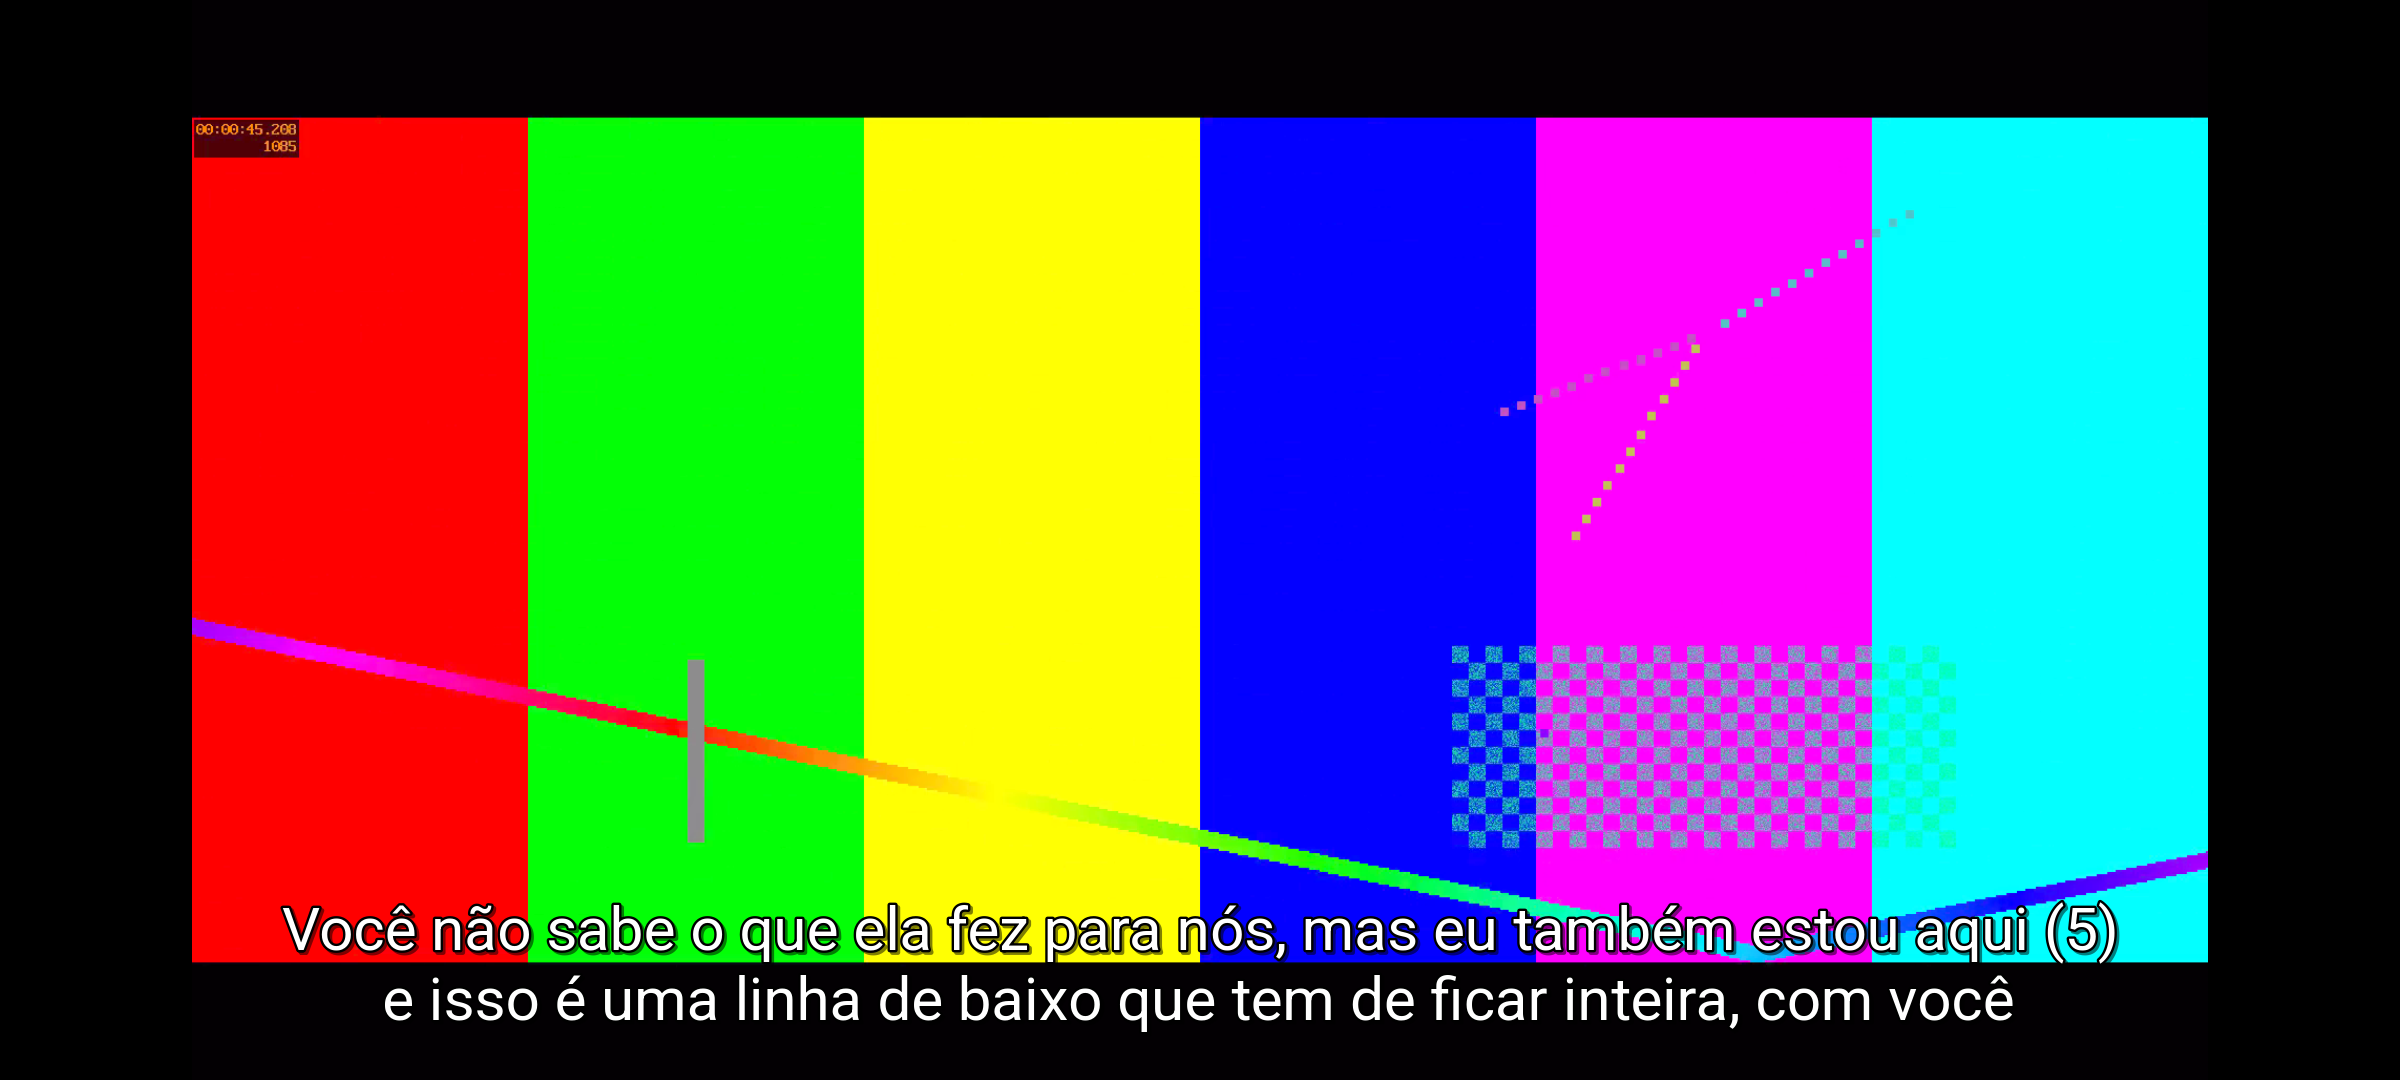 00:00:45.208
1085
Você não sabe o que ela fez para nós, mas eu também estou aqui (5)
e isso é uma linha de baixo que tem de ficar inteira, com você